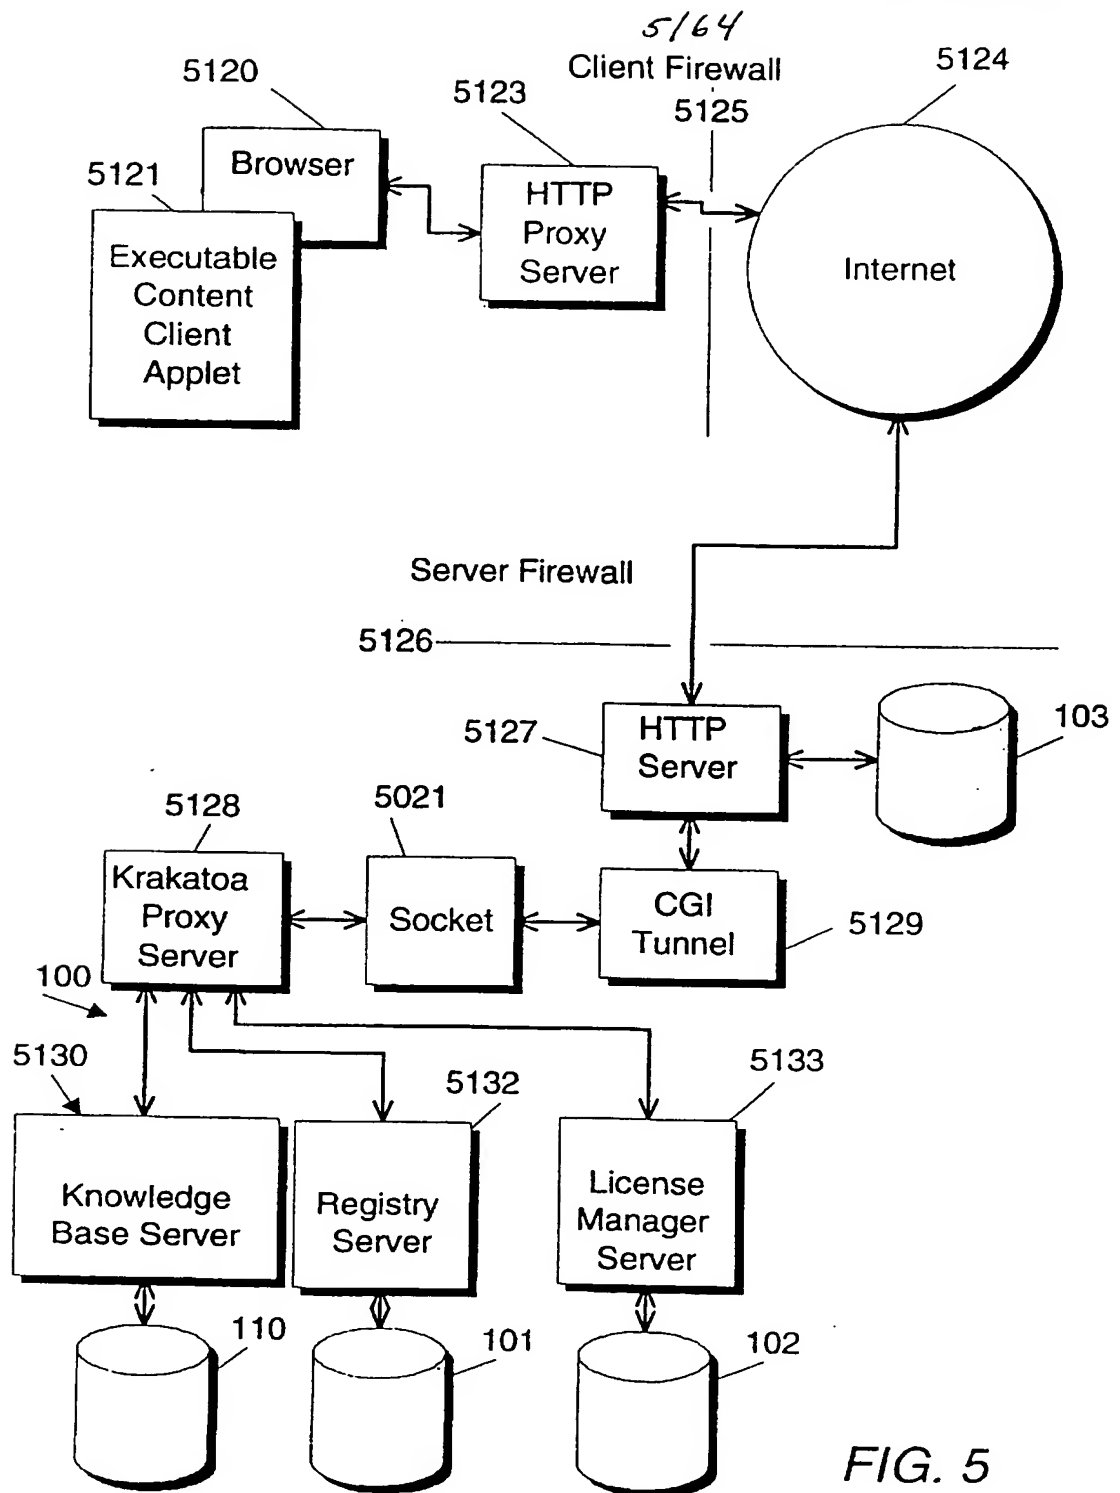 5/64
Client Firewall
5120
5123
5124
5125
5121
Browser
HTTP
Proxy
Server
Executable
Content
Client
Applet
Internet
Server Firewall
5126
5127
HTTP
Server
103
5128
5021
Krakatoa
Proxy
Server
Socket
CGI
Tunnel
5129
100
5130
5132
5133
Knowledge
Base Server
Registry
Server
License
Manager
Server
110
101
102
FIG. 5